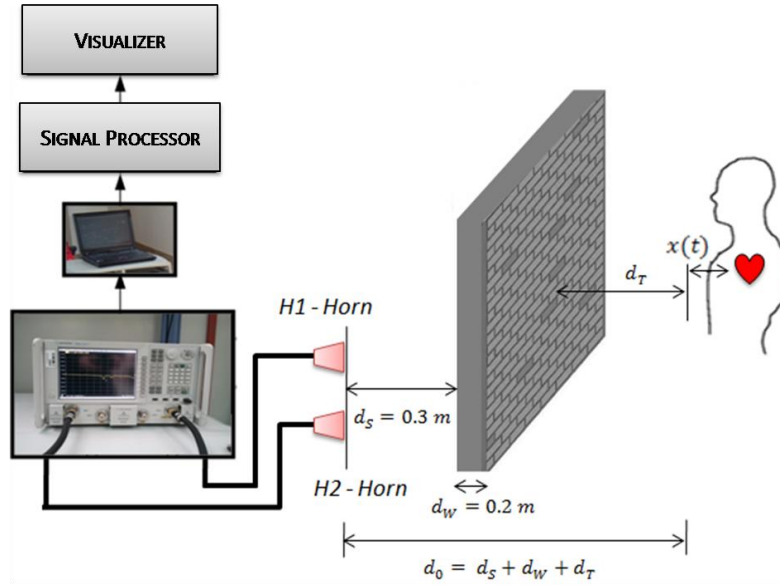 VISUALIZER
SIGNAL PROCESSOR
x(t)
d_T
H1 - Horn
d_S = 0.3 m
H2 - Horn
d_W = 0.2 m
d_0 = d_S + d_W + d_T